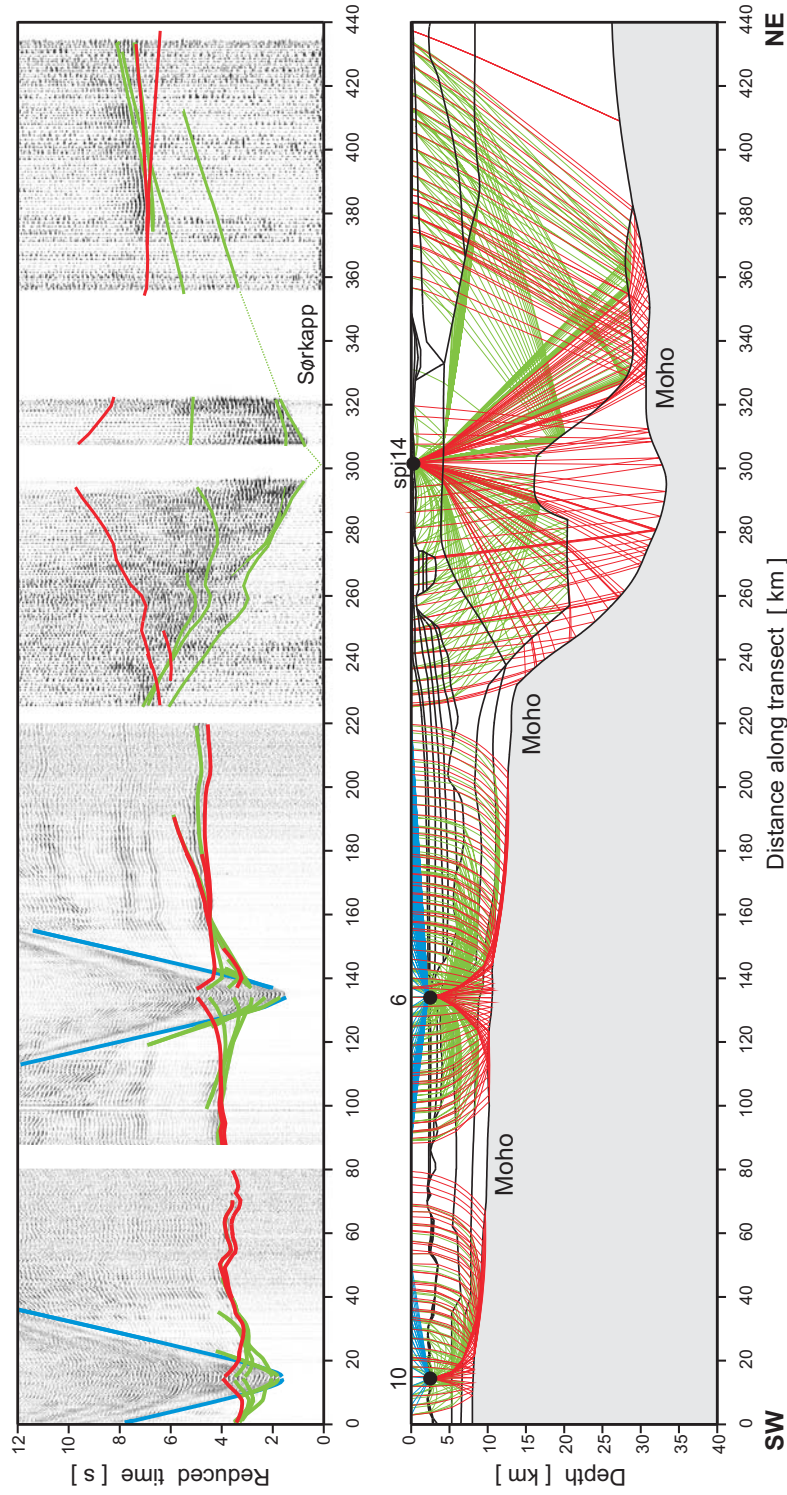 12 10 8 6 4 2 0
Reduced time [ s ]
Sørkapp
10 6 spi14
0 5 10 15 20 25 30 35 40
Depth [ km ]
Moho
Moho
Moho
0 20 40 60 80 100 120 140 160 180 200 220 240 260 280 300 320 340 360 380 400 420 440
SW
Distance along transect [ km ]
NE